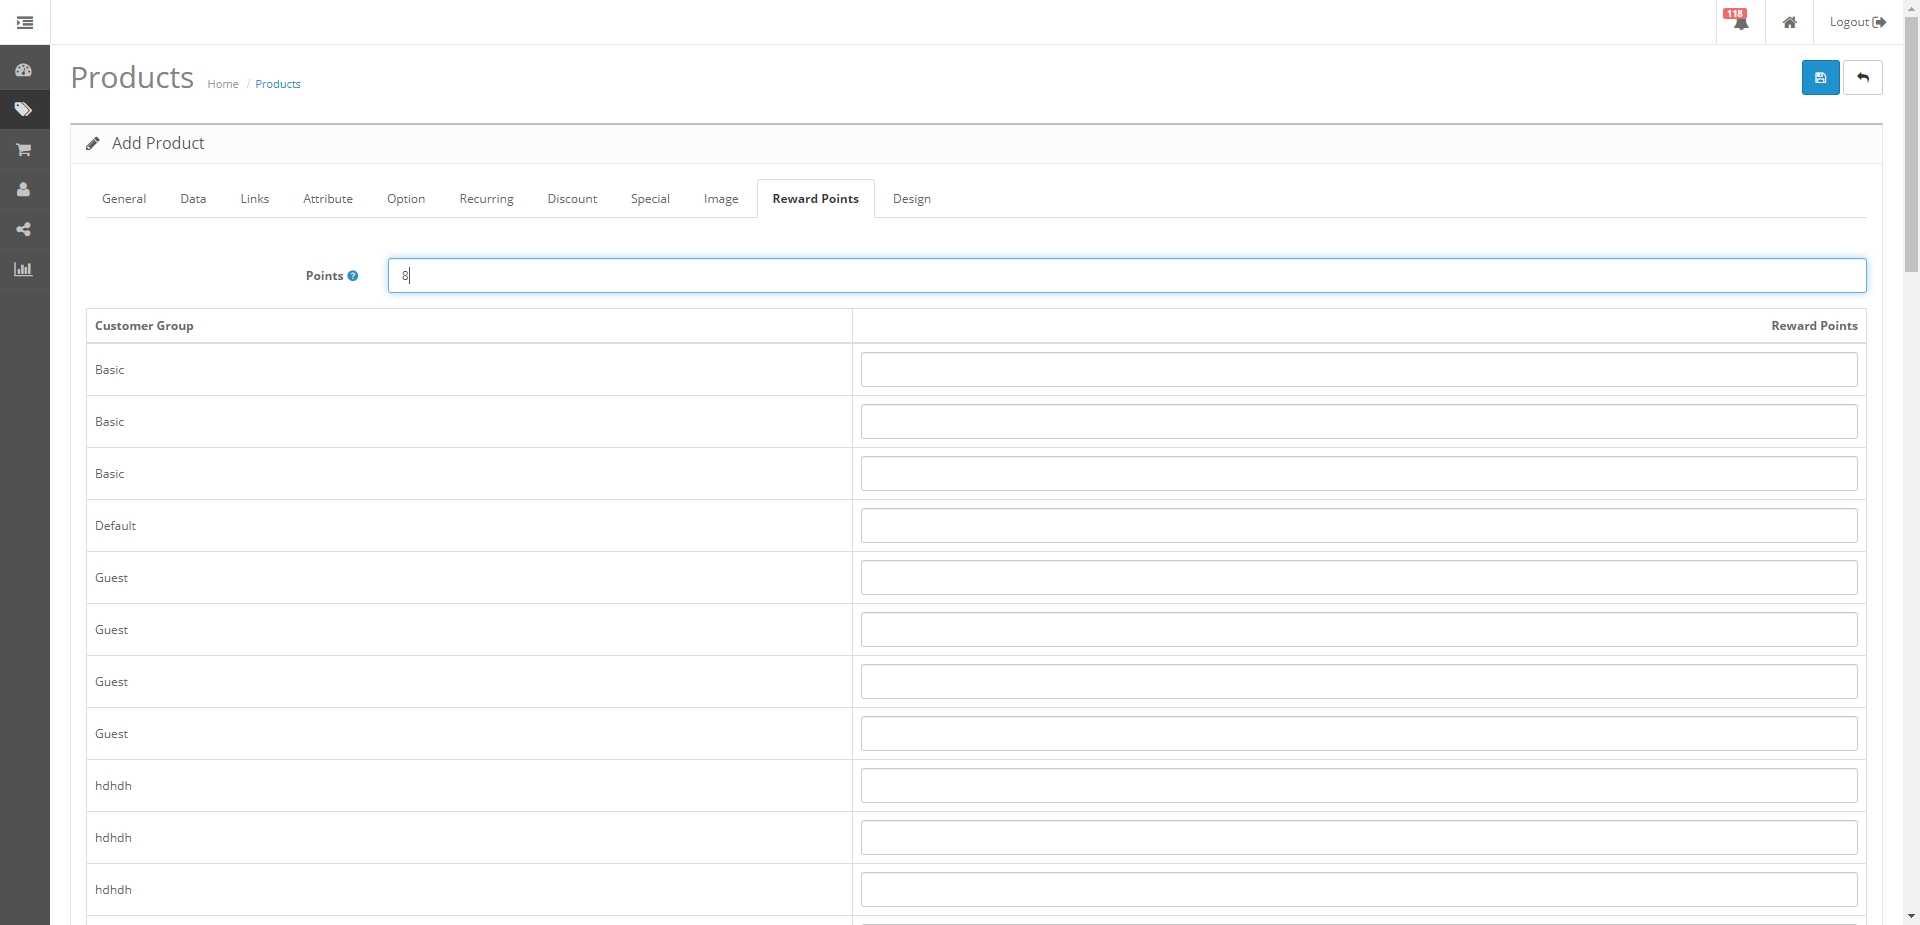 118
Logout
Products Home / Products
Add Product
General Data Links Attribute Option Recurring Discount Special Image Reward Points Design
Points ? 8
Customer Group Reward Points
Basic
Basic
Basic
Default
Guest
Guest
Guest
Guest
hdhdh
hdhdh
hdhdh